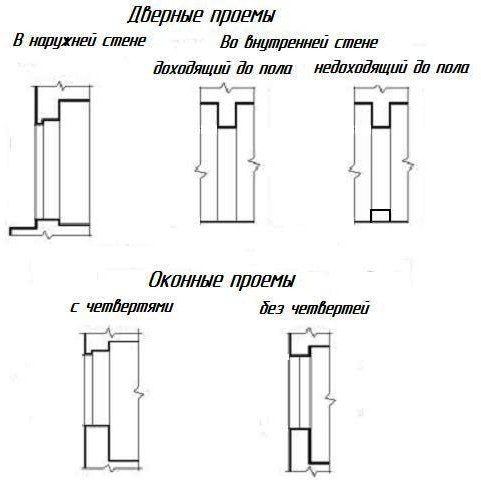 Дверные проемы
В наружней стене
Во внутренней стене
доходящий до пола
недоходящий до пола
Оконные проемы
с четвертями
без четвертей